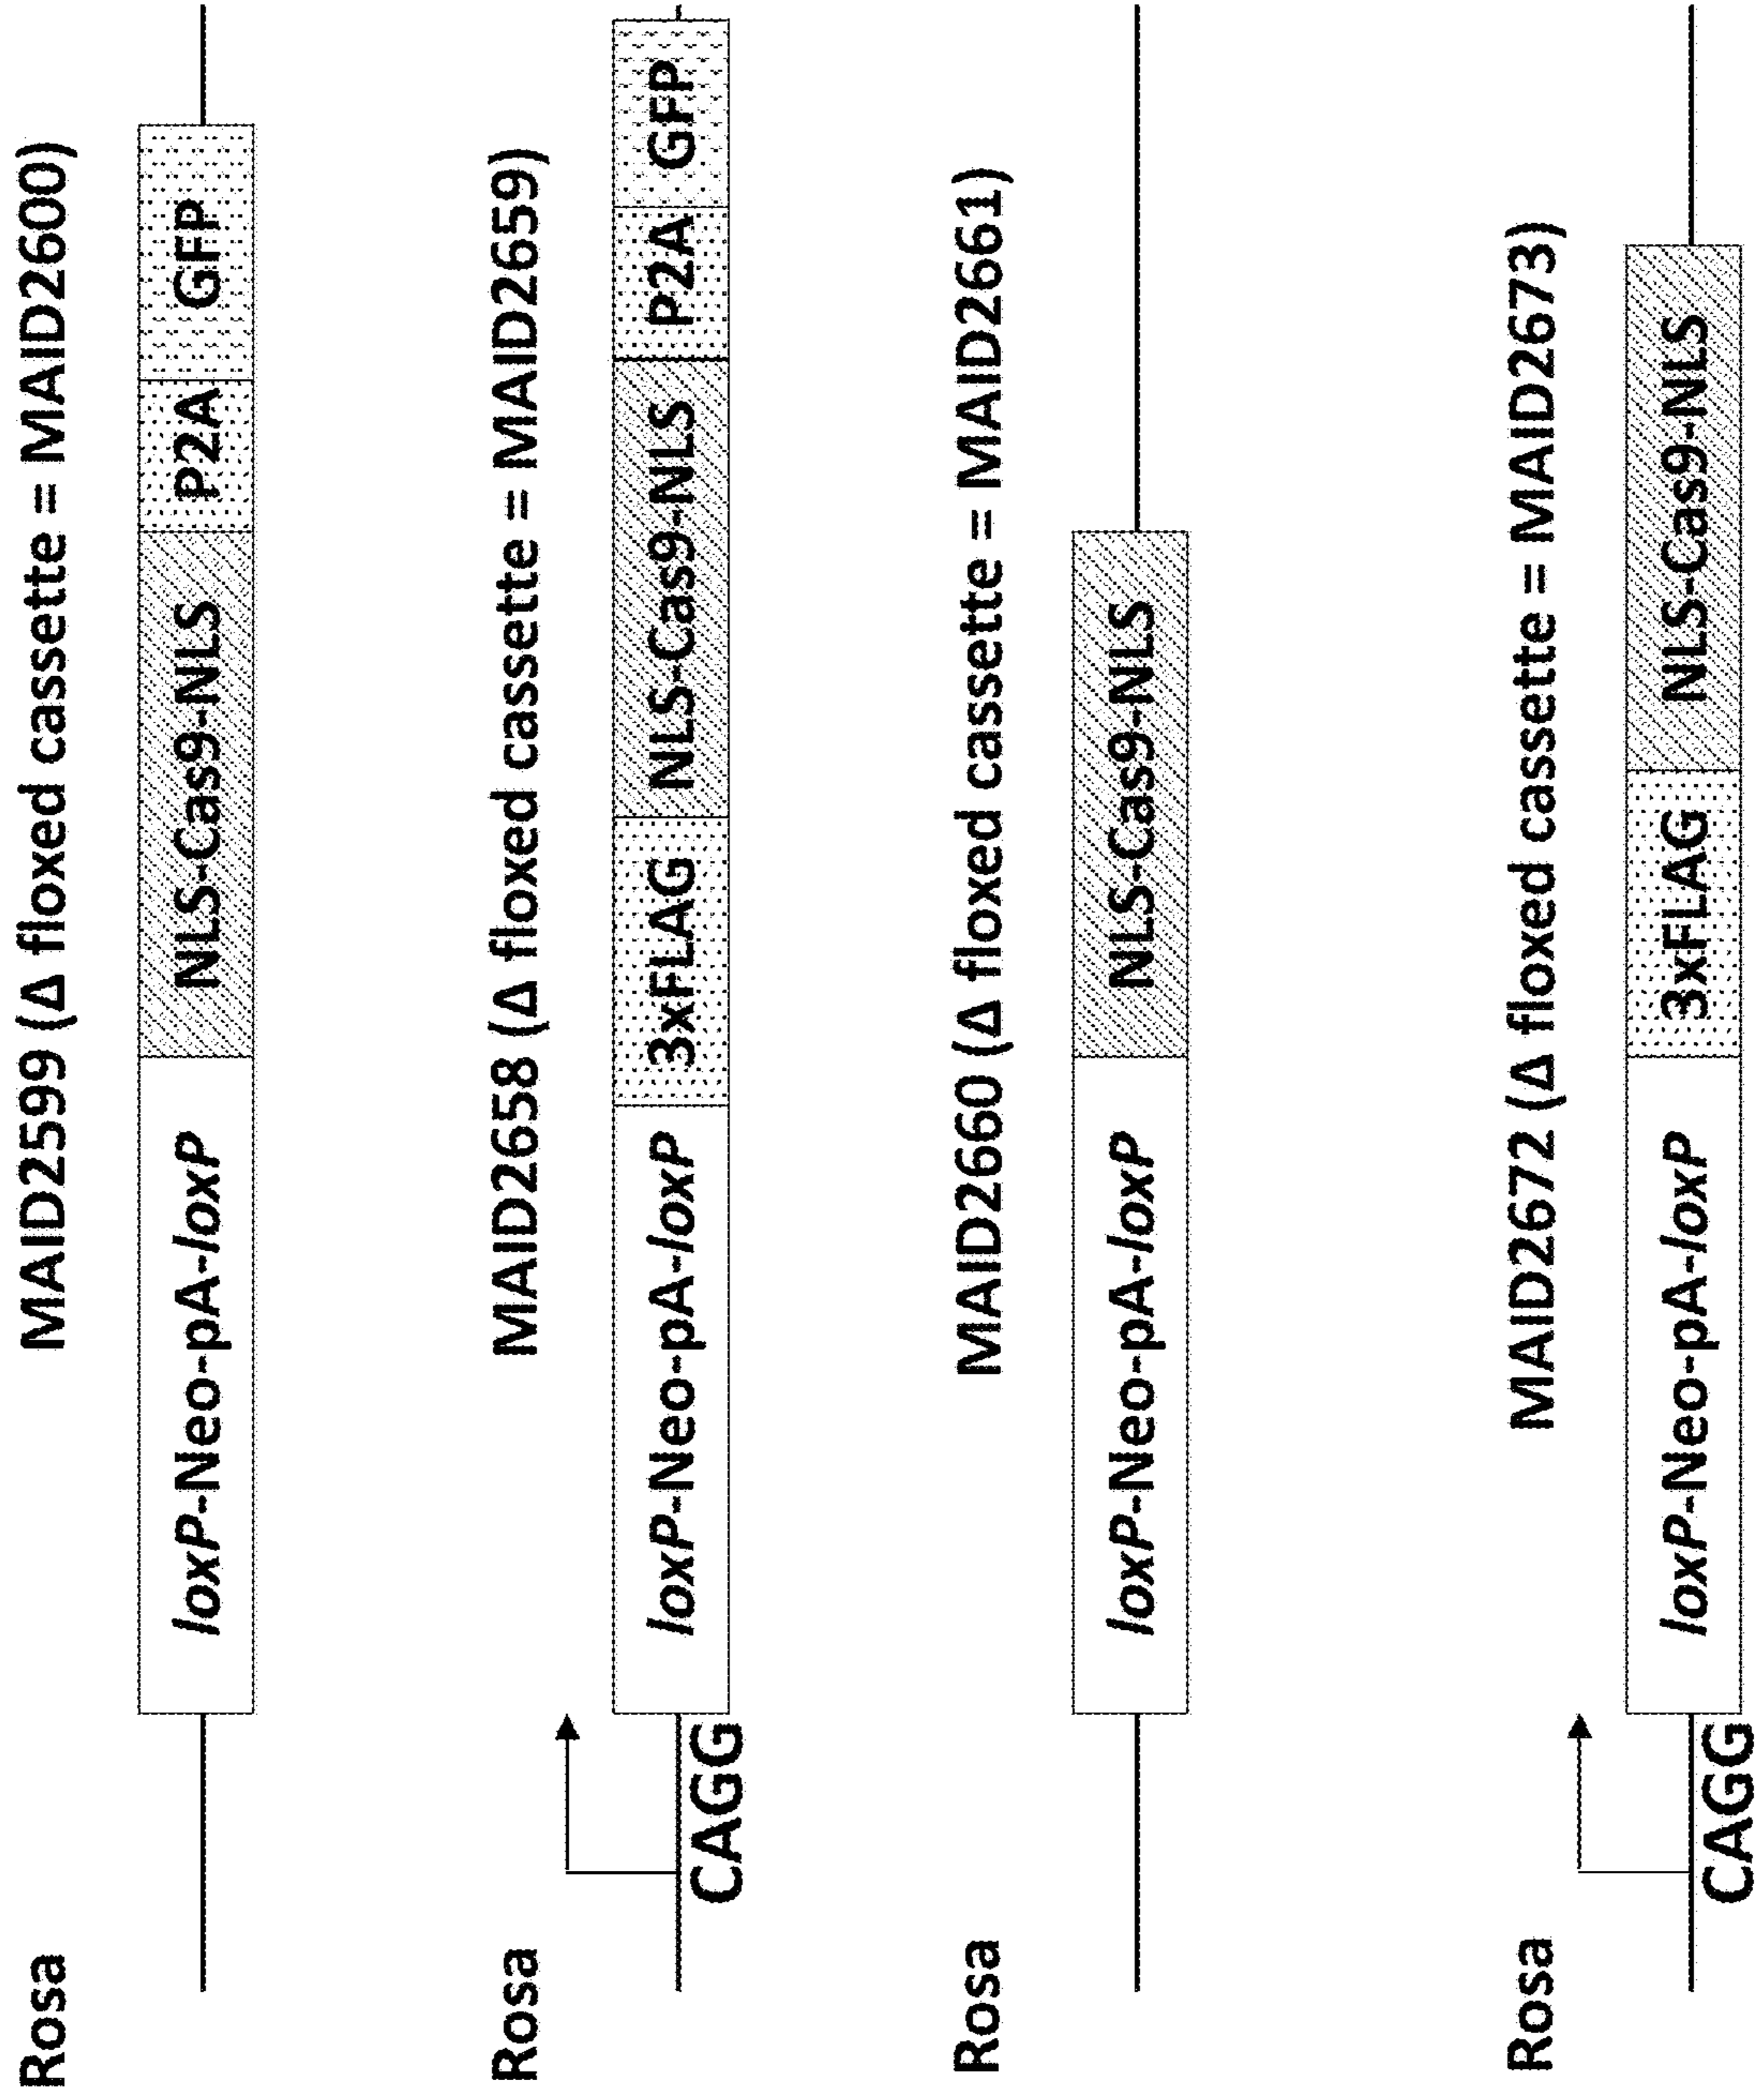 Rosa MAID2599 (Δ floxed cassette = MAID2600)
loxP-Neo-pA-loxP NLS-Cas9-NLS P2A GFP
Rosa MAID2658 (Δ floxed cassette = MAID2659)
loxP-Neo-pA-loxP 3xFLAG NLS-Cas9-NLS P2A GFP
CAGG
Rosa MAID2660 (Δ floxed cassette = MAID2661)
loxP-Neo-pA-loxP NLS-Cas9-NLS
Rosa MAID2672 (Δ floxed cassette = MAID2673)
loxP-Neo-pA-loxP 3xFLAG NLS-Cas9-NLS
CAGG